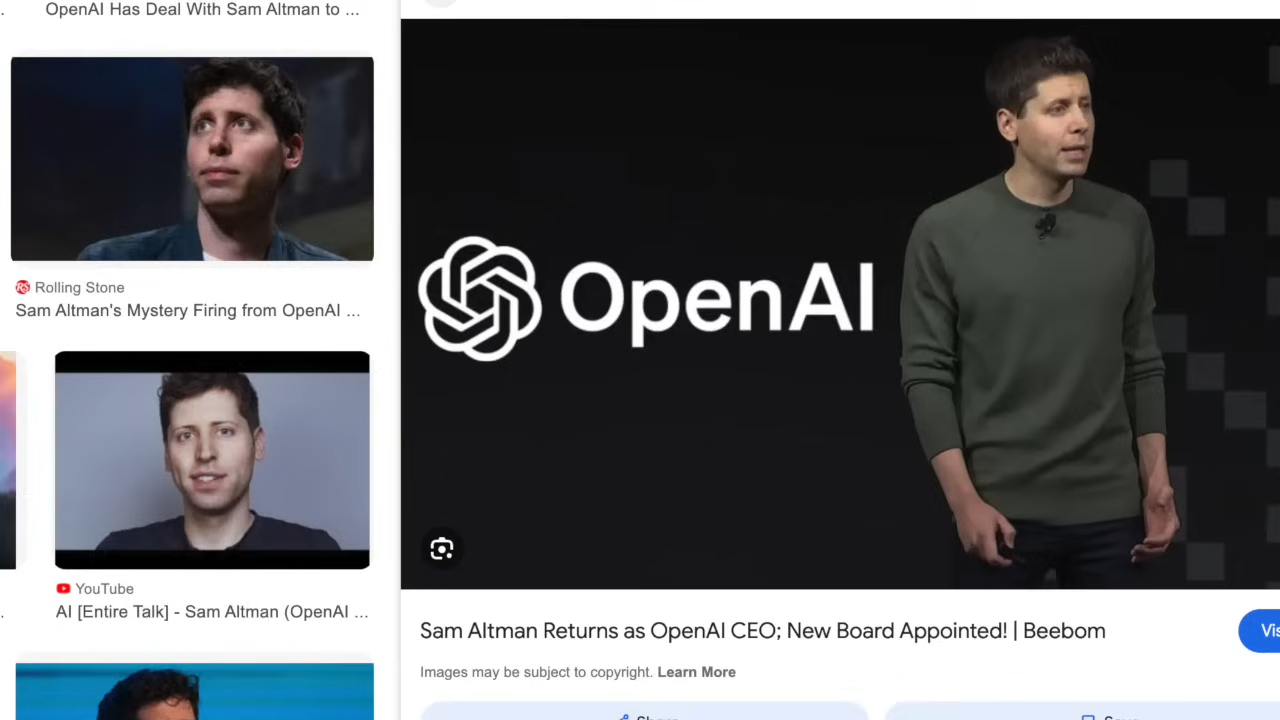 OpenAI Has Deal With Sam Altman to ...
Rolling Stone
Sam Altman's Mystery Firing from OpenAI ...
YouTube
AI [Entire Talk] - Sam Altman (OpenAI ...
OpenAI
Sam Altman Returns as OpenAI CEO; New Board Appointed! | Beebom
Images may be subject to copyright. Learn More